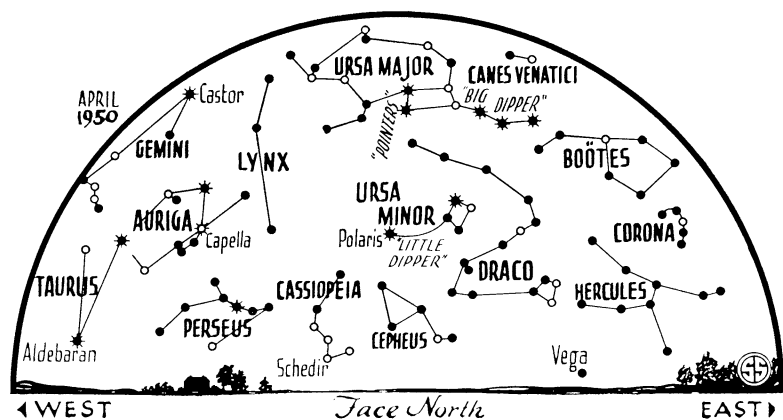 URSA MAJOR
CANES VENATICI
APRIL
1950
Castor
"POINTERS"
"BIG DIPPER"
GEMINI
LYNX
BOÖTES
URSA
MINOR
AURIGA
Capella
Polaris
"LITTLE
DIPPER"
CORONA
TAURUS
CASSIOPEIA
DRACO
HERCULES
PERSEUS
CEPHEUS
Aldebaran
Schedir
Vega
SS
WEST
Face North
EAST